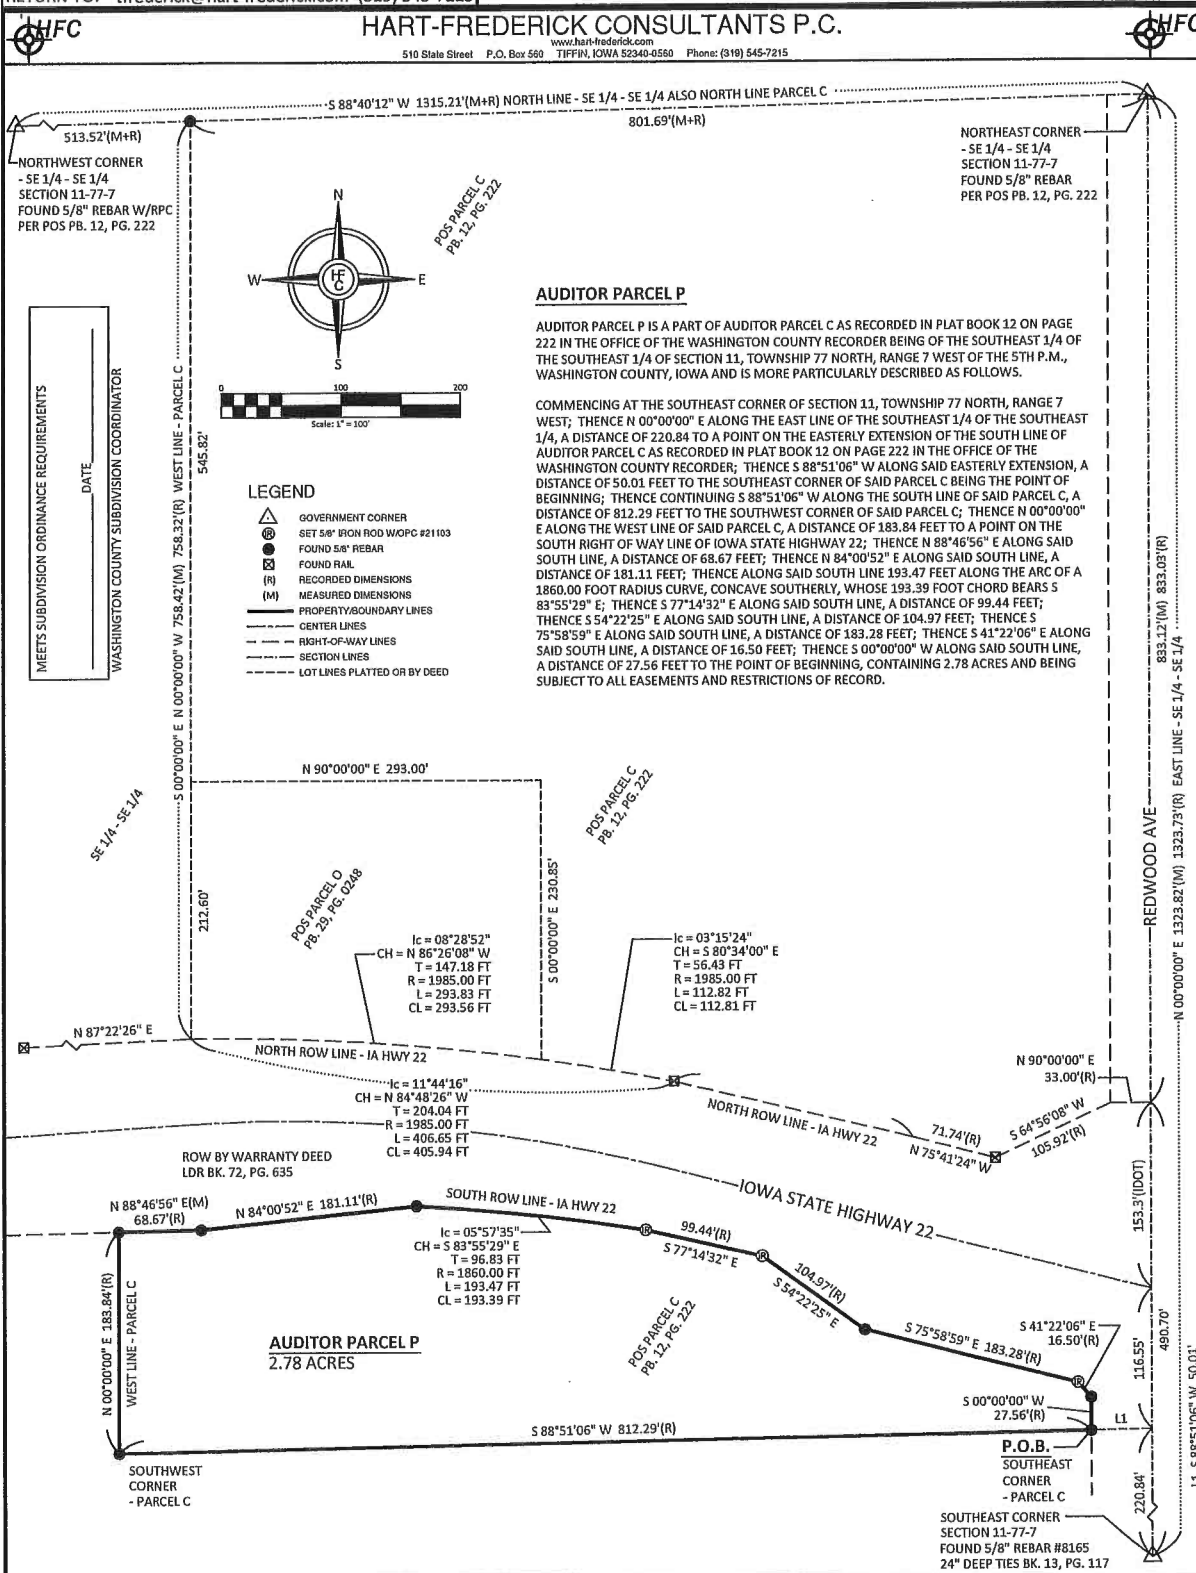 RETURN TO: tfrederick@hart-frederick.com (319) 545-7215
HFC
HART-FREDERICK CONSULTANTS P.C.
www.hart-frederick.com
510 State Street P.O. Box 560 TIFFIN, IOWA 52340-0560 Phone: (319) 545-7215
HFC
S 88°40'12" W 1315.21'(M+R) NORTH LINE - SE 1/4 - SE 1/4 ALSO NORTH LINE PARCEL C
513.52'(M+R)
801.69'(M+R)
NORTHWEST CORNER
- SE 1/4 - SE 1/4
SECTION 11-77-7
FOUND 5/8" REBAR W/RPC
PER POS PB. 12, PG. 222
NORTHEAST CORNER
- SE 1/4 - SE 1/4
SECTION 11-77-7
FOUND 5/8" REBAR
PER POS PB. 12, PG. 222
POS PARCEL C
PB. 12, PG. 222
N
W
E
S
HFC
0 100 200
Scale: 1" = 100'
MEETS SUBDIVISION ORDINANCE REQUIREMENTS
DATE
WASHINGTON COUNTY SUBDIVISION COORDINATOR
S 00°00'00" E N 00°00'00" W 758.42'(M) 758.32'(R) WEST LINE - PARCEL C
545.82'
AUDITOR PARCEL P
AUDITOR PARCEL P IS A PART OF AUDITOR PARCEL C AS RECORDED IN PLAT BOOK 12 ON PAGE
222 IN THE OFFICE OF THE WASHINGTON COUNTY RECORDER BEING OF THE SOUTHEAST 1/4 OF
THE SOUTHEAST 1/4 OF SECTION 11, TOWNSHIP 77 NORTH, RANGE 7 WEST OF THE 5TH P.M.,
WASHINGTON COUNTY, IOWA AND IS MORE PARTICULARLY DESCRIBED AS FOLLOWS.
COMMENCING AT THE SOUTHEAST CORNER OF SECTION 11, TOWNSHIP 77 NORTH, RANGE 7
WEST; THENCE N 00°00'00" E ALONG THE EAST LINE OF THE SOUTHEAST 1/4 OF THE SOUTHEAST
1/4, A DISTANCE OF 220.84 TO A POINT ON THE EASTERLY EXTENSION OF THE SOUTH LINE OF
AUDITOR PARCEL C AS RECORDED IN PLAT BOOK 12 ON PAGE 222 IN THE OFFICE OF THE
WASHINGTON COUNTY RECORDER; THENCE S 88°51'06" W ALONG SAID EASTERLY EXTENSION, A
DISTANCE OF 50.01 FEET TO THE SOUTHEAST CORNER OF SAID PARCEL C BEING THE POINT OF
BEGINNING; THENCE CONTINUING S 88°51'06" W ALONG THE SOUTH LINE OF SAID PARCEL C, A
DISTANCE OF 812.29 FEET TO THE SOUTHWEST CORNER OF SAID PARCEL C; THENCE N 00°00'00"
E ALONG THE WEST LINE OF SAID PARCEL C, A DISTANCE OF 183.84 FEET TO A POINT ON THE
SOUTH RIGHT OF WAY LINE OF IOWA STATE HIGHWAY 22; THENCE N 88°46'56" E ALONG SAID
SOUTH LINE, A DISTANCE OF 68.67 FEET; THENCE N 84°00'52" E ALONG SAID SOUTH LINE, A
DISTANCE OF 181.11 FEET; THENCE ALONG SAID SOUTH LINE 193.47 FEET ALONG THE ARC OF A
1860.00 FOOT RADIUS CURVE, CONCAVE SOUTHERLY, WHOSE 193.39 FOOT CHORD BEARS S
83°55'29" E; THENCE S 77°14'32" E ALONG SAID SOUTH LINE, A DISTANCE OF 99.44 FEET;
THENCE S 54°22'25" E ALONG SAID SOUTH LINE, A DISTANCE OF 104.97 FEET; THENCE S
75°58'59" E ALONG SAID SOUTH LINE, A DISTANCE OF 183.28 FEET; THENCE S 41°22'06" E ALONG
SAID SOUTH LINE, A DISTANCE OF 16.50 FEET; THENCE S 00°00'00" W ALONG SAID SOUTH LINE,
A DISTANCE OF 27.56 FEET TO THE POINT OF BEGINNING, CONTAINING 2.78 ACRES AND BEING
SUBJECT TO ALL EASEMENTS AND RESTRICTIONS OF RECORD.
LEGEND
GOVERNMENT CORNER
IR SET 5/8" IRON ROD W/OPC #21103
FOUND 5/8" REBAR
FOUND RAIL
(R) RECORDED DIMENSIONS
(M) MEASURED DIMENSIONS
PROPERTY/BOUNDARY LINES
CENTER LINES
RIGHT-OF-WAY LINES
SECTION LINES
LOT LINES PLATTED OR BY DEED
833.12'(M) 833.03'(R)
N 00°00'00" E 1323.82'(M) 1323.73'(R) EAST LINE - SE 1/4 - SE 1/4
REDWOOD AVE
N 90°00'00" E 293.00'
SE 1/4 - SE 1/4
POS PARCEL C
PB. 12, PG. 222
212.60'
POS PARCEL O
PB. 29, PG. 0248
S 00°00'00" E 230.85'
Ic = 08°28'52"
CH = N 86°26'08" W
T = 147.18 FT
R = 1985.00 FT
L = 293.83 FT
CL = 293.56 FT
Ic = 03°15'24"
CH = S 80°34'00" E
T = 56.43 FT
R = 1985.00 FT
L = 112.82 FT
CL = 112.81 FT
N 87°22'26" E
NORTH ROW LINE - IA HWY 22
N 90°00'00" E
33.00'(R)
Ic = 11°44'16"
CH = N 84°48'26" W
T = 204.04 FT
R = 1985.00 FT
L = 406.65 FT
CL = 405.94 FT
NORTH ROW LINE - IA HWY 22
71.74'(R)
N 75°41'24" W
S 64°56'08" W
105.92'(R)
ROW BY WARRANTY DEED
LDR BK. 72, PG. 635
IOWA STATE HIGHWAY 22
153.3'(IDOT)
N 88°46'56" E(M)
68.67'(R)
N 84°00'52" E 181.11'(R)
SOUTH ROW LINE - IA HWY 22
Ic = 05°57'35"
CH = S 83°55'29" E
T = 96.83 FT
R = 1860.00 FT
L = 193.47 FT
CL = 193.39 FT
IR
99.44'(R)
S 77°14'32" E
IR
104.97'(R)
S 54°22'25" E
N 00°00'00" E 183.84'(R)
WEST LINE - PARCEL C
AUDITOR PARCEL P
2.78 ACRES
POS PARCEL C
PB. 12, PG. 222
S 75°58'59" E 183.28'(R)
S 41°22'06" E
16.50'(R)
IR
116.55'
490.70'
S 00°00'00" W
27.56'(R)
L1
S 88°51'06" W 812.29'(R)
P.O.B.
SOUTHEAST
CORNER
- PARCEL C
SOUTHWEST
CORNER
- PARCEL C
220.84'
L1 S 88°51'06" W 50.01'
SOUTHEAST CORNER
SECTION 11-77-7
FOUND 5/8" REBAR #8165
24" DEEP TIES BK. 13, PG. 117